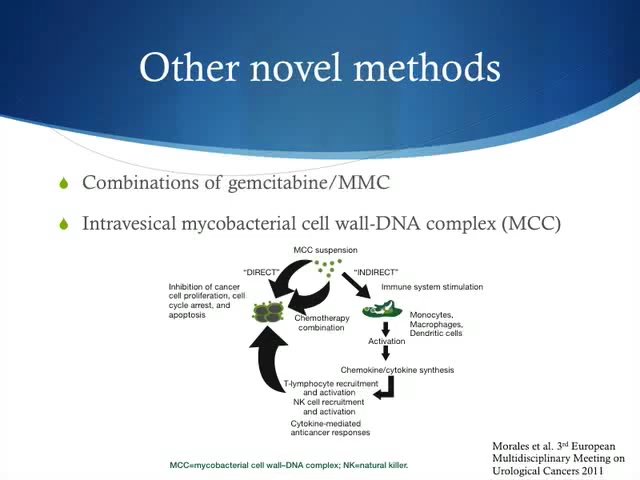 Other novel methods
Combinations of gemcitabine/MMC
Intravesical mycobacterial cell wall-DNA complex (MCC)
MCC suspension
“DIRECT”
“INDIRECT”
Inhibition of cancer
cell proliferation, cell
cycle arrest, and
apoptosis
Immune system stimulation
Chemotherapy
combination
Monocytes,
Macrophages,
Dendritic cells
Activation
Chemokine/cytokine synthesis
T-lymphocyte recruitment
and activation
NK cell recruitment
and activation
Cytokine-mediated
anticancer responses
MCC=mycobacterial cell wall–DNA complex; NK=natural killer.
Morales et al. 3rd European
Multidisciplinary Meeting on
Urological Cancers 2011